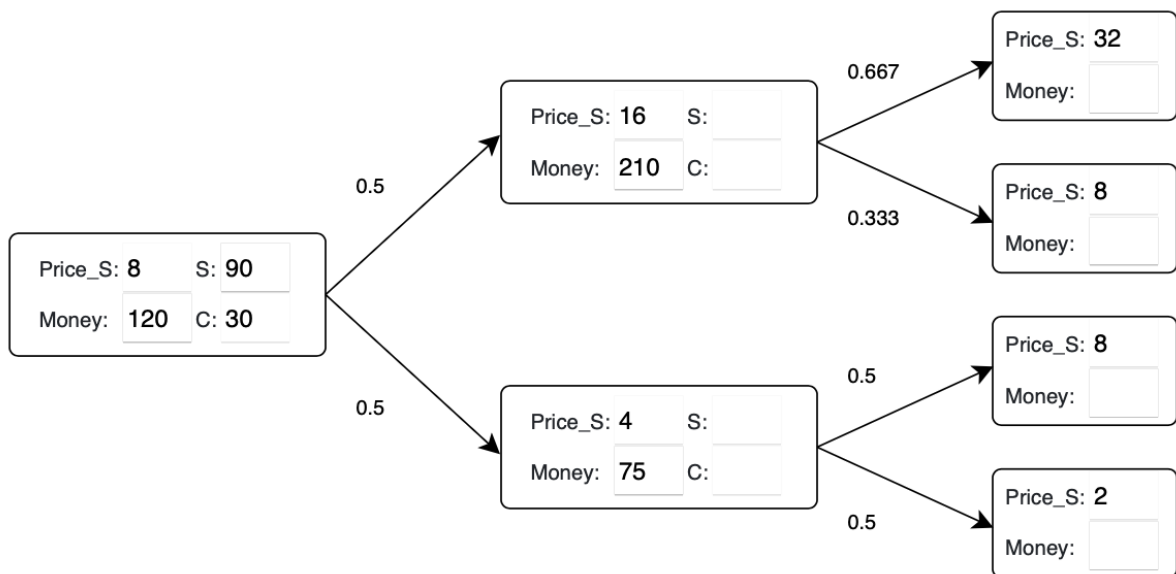 Price_S: 8 S: 90
Money: 120 C: 30
0.5
0.5
Price_S: 16 S:
Money: 210 C:
Price_S: 4 S:
Money: 75 C:
0.667
0.333
0.5
0.5
Price_S: 32
Money:
Price_S: 8
Money:
Price_S: 8
Money:
Price_S: 2
Money: